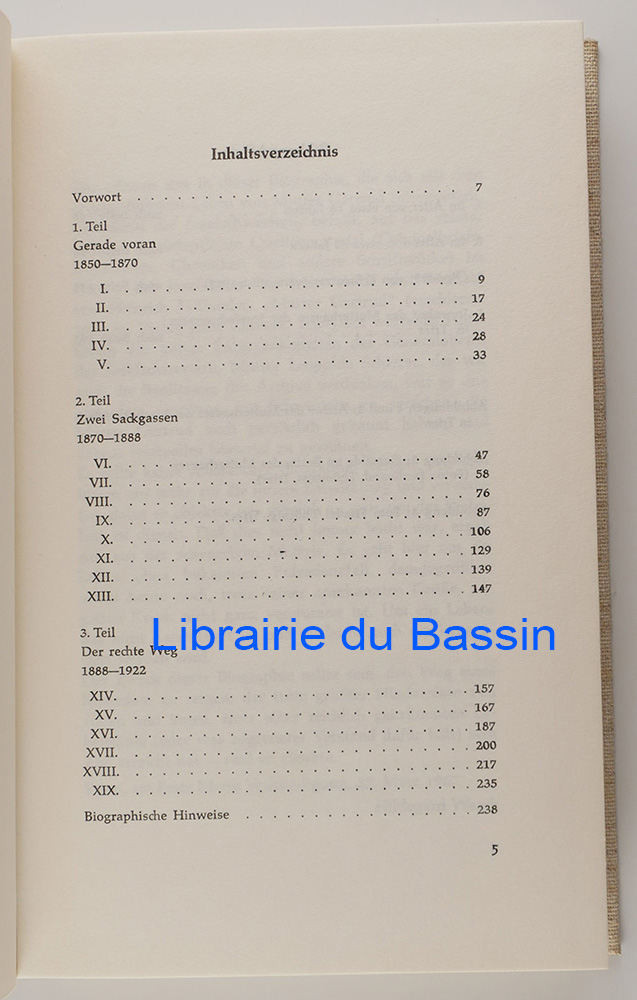 Inhaltsverzeichnis
Vorwort . . . . . . . . . . . . . . . . . . . . 7
1. Teil
Gerade voran
1850—1870
I. . . . . . . . . . . . . . . . . . . . . 9
II. . . . . . . . . . . . . . . . . . . . . 17
III. . . . . . . . . . . . . . . . . . . . . 24
IV. . . . . . . . . . . . . . . . . . . . . 28
V. . . . . . . . . . . . . . . . . . . . . 33
2. Teil
Zwei Sackgassen
1870—1888
VI. . . . . . . . . . . . . . . . . . . . . 47
VII. . . . . . . . . . . . . . . . . . . . . 58
VIII. . . . . . . . . . . . . . . . . . . . . 76
IX. . . . . . . . . . . . . . . . . . . . . 87
X. . . . . . . . . . . . . . . . . . . . . 106
XI. . . . . . . . . . . . . . . . . . . . . 129
XII. . . . . . . . . . . . . . . . . . . . . 139
XIII. . . . . . . . . . . . . . . . . . . . . 147
3. Teil
Librairie du Bassin
Der rechte Weg
1888—1922
XIV. . . . . . . . . . . . . . . . . . . . . 157
XV. . . . . . . . . . . . . . . . . . . . . 167
XVI. . . . . . . . . . . . . . . . . . . . . 187
XVII. . . . . . . . . . . . . . . . . . . . . 200
XVIII. . . . . . . . . . . . . . . . . . . . . 217
XIX. . . . . . . . . . . . . . . . . . . . . 235
Biographische Hinweise . . . . . . . . . . . . . . 238
5